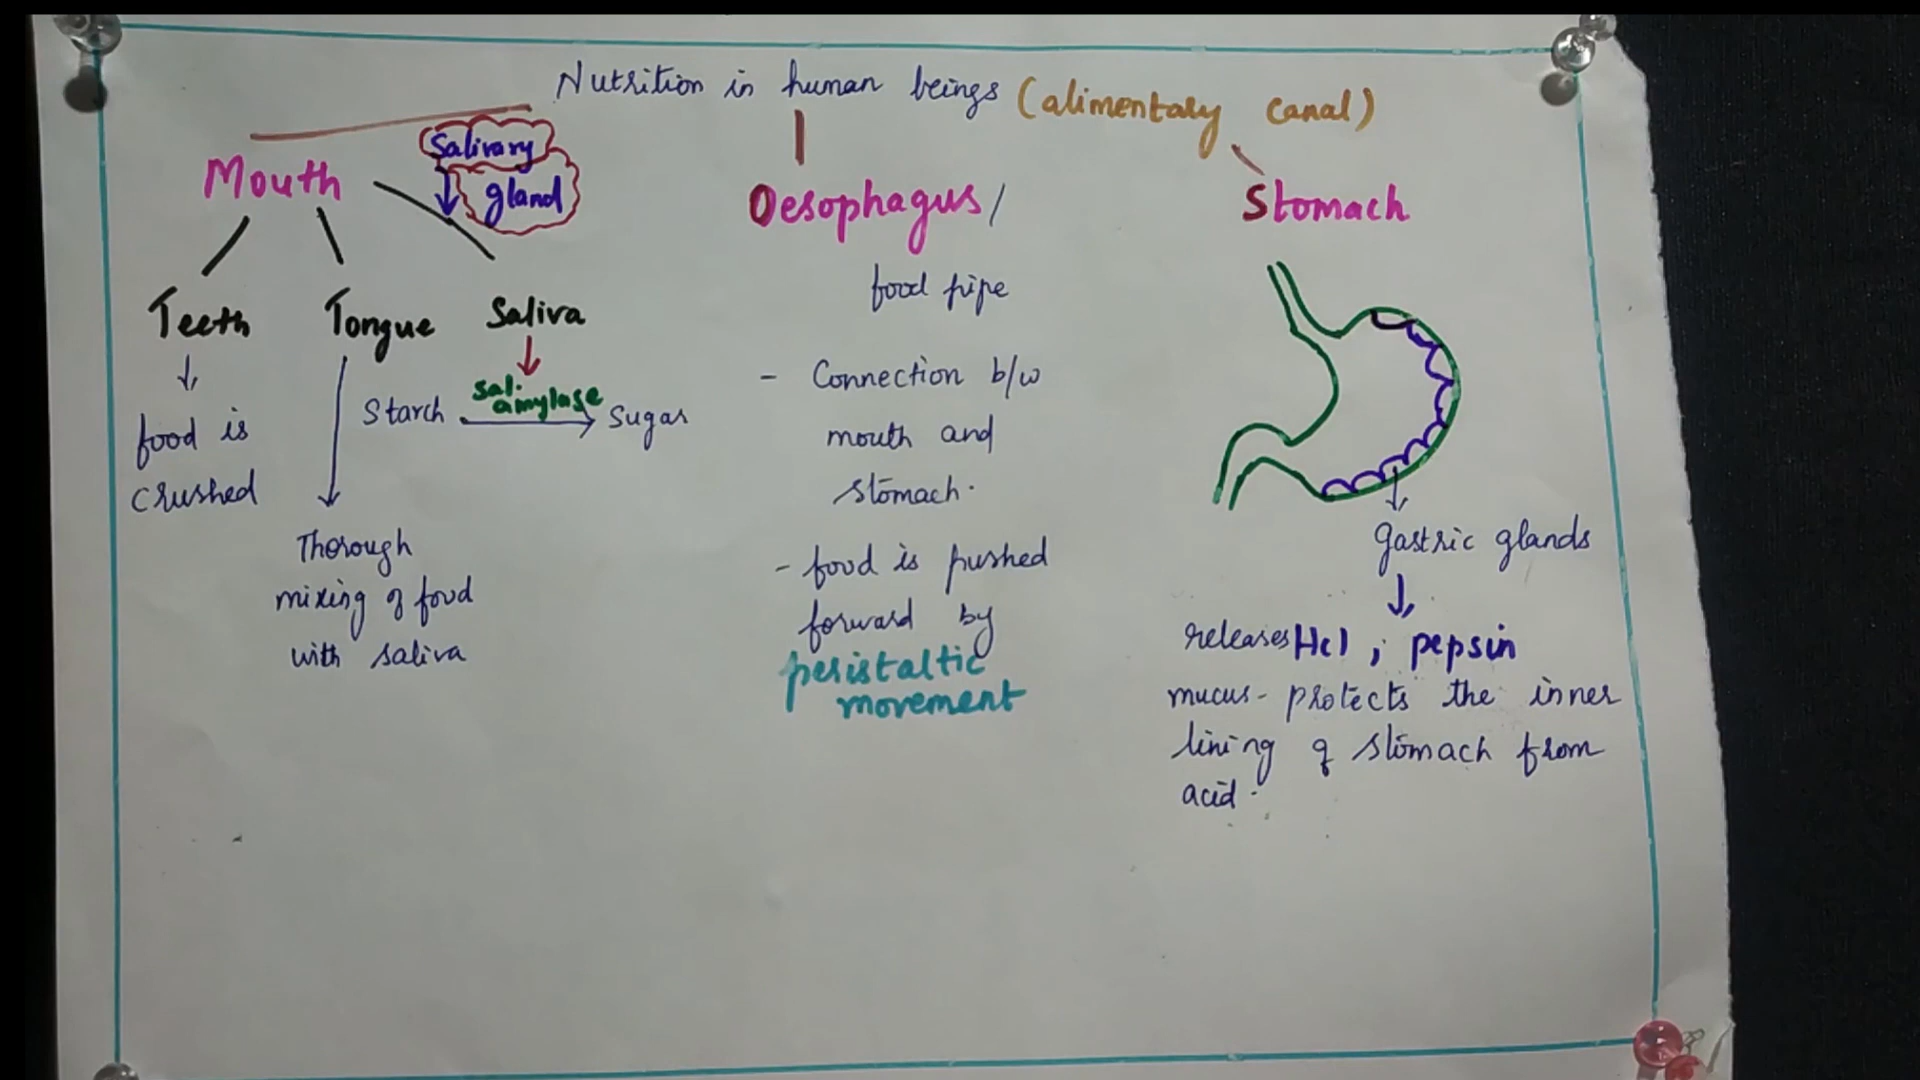 Nutrition in human beings (alimentary canal)
Mouth
Salivary
gland
Teeth
food is
crushed
Tongue
Thorough
mixing of food
with saliva
Saliva
Starch sal. amylase Sugar
Oesophagus/
food pipe
- Connection b/w
mouth and
stomach.
- food is pushed
forward by
peristaltic
movement
Stomach
gastric glands
releases Hcl, pepsin
mucus - protects the inner
lining of stomach from
acid.